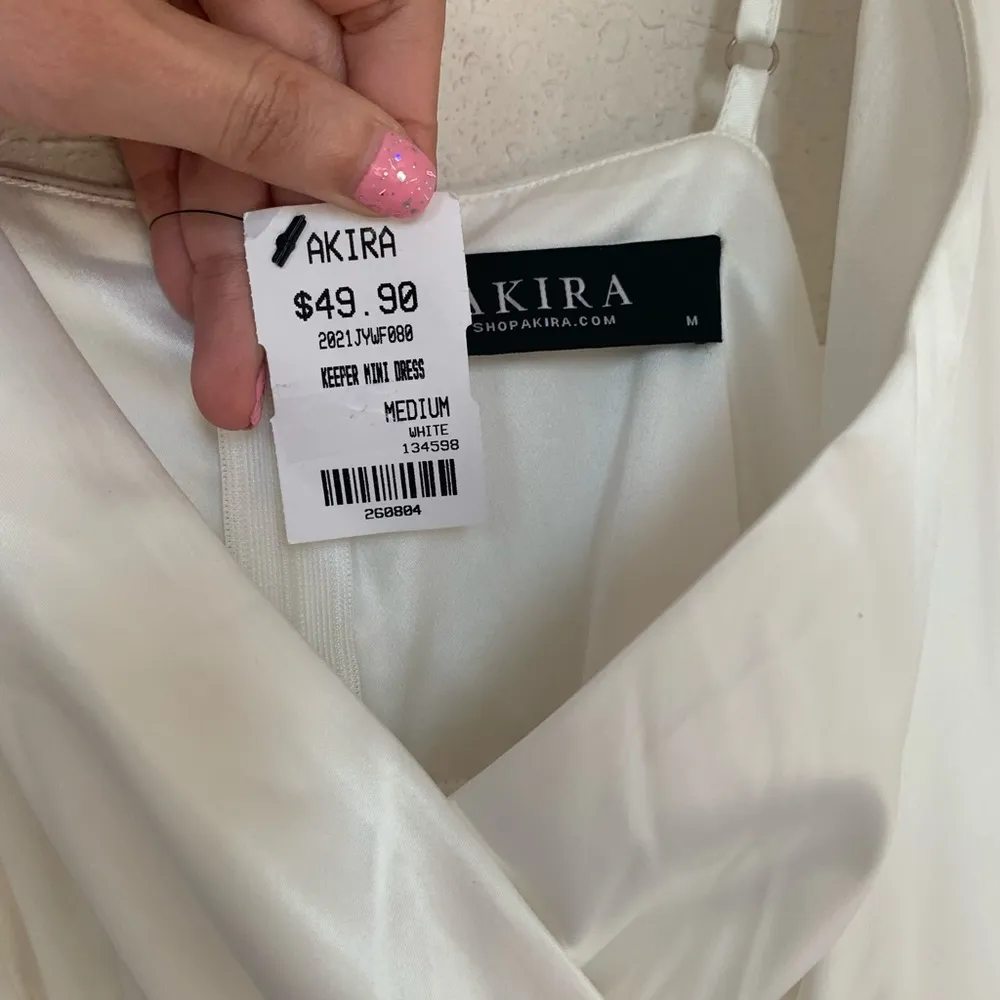 AKIRA
$49.90
2021JYWF080
KEEPER MINI DRESS
MEDIUM
WHITE
134598
260804
AKIRA
SHOPAKIRA.COM
M